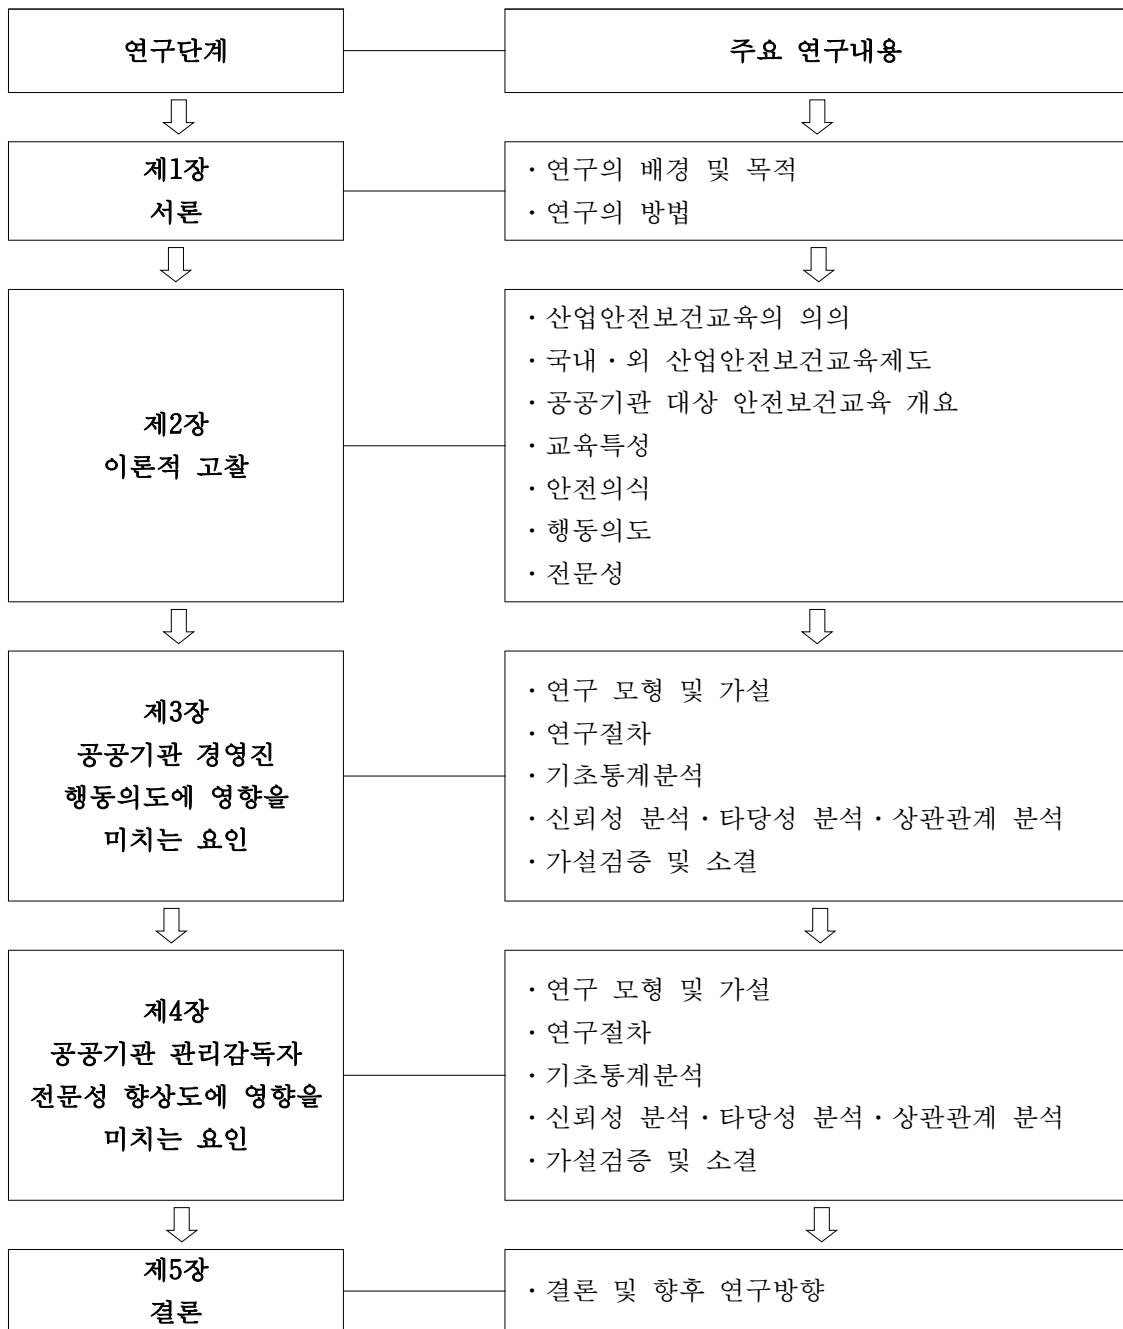 연구단계
주요 연구내용
제1장
서론
· 연구의 배경 및 목적
· 연구의 방법
제2장
이론적 고찰
· 산업안전보건교육의 의의
· 국내 · 외 산업안전보건교육제도
· 공공기관 대상 안전보건교육 개요
· 교육특성
· 안전의식
· 행동의도
· 전문성
제3장
공공기관 경영진
행동의도에 영향을
미치는 요인
· 연구 모형 및 가설
· 연구절차
· 기초통계분석
· 신뢰성 분석 · 타당성 분석 · 상관관계 분석
· 가설검증 및 소결
제4장
공공기관 관리감독자
전문성 향상도에 영향을
미치는 요인
· 연구 모형 및 가설
· 연구절차
· 기초통계분석
· 신뢰성 분석 · 타당성 분석 · 상관관계 분석
· 가설검증 및 소결
제5장
결론
· 결론 및 향후 연구방향